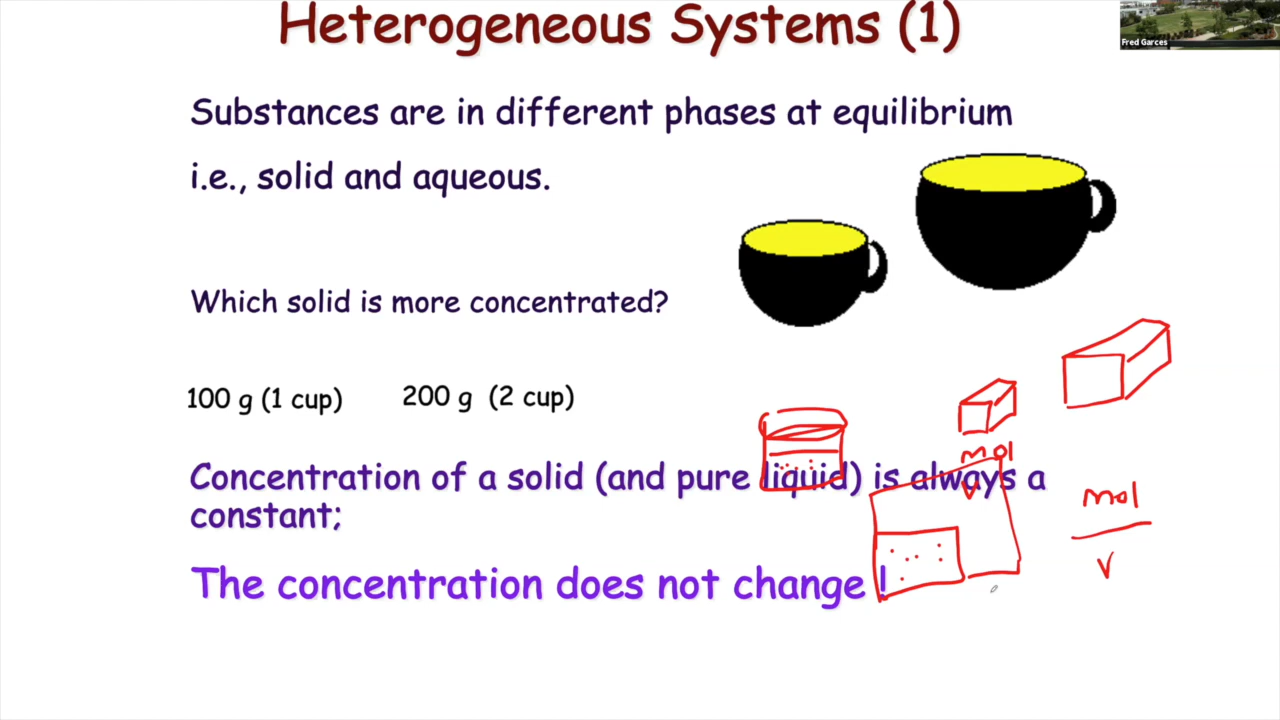 Heterogeneous Systems (1)
Fred Garces
Substances are in different phases at equilibrium
i.e., solid and aqueous.
Which solid is more concentrated?
100 g (1 cup) 200 g (2 cup)
mol
V
Concentration of a solid (and pure liquid) is always a
constant;
mol
V
The concentration does not change !